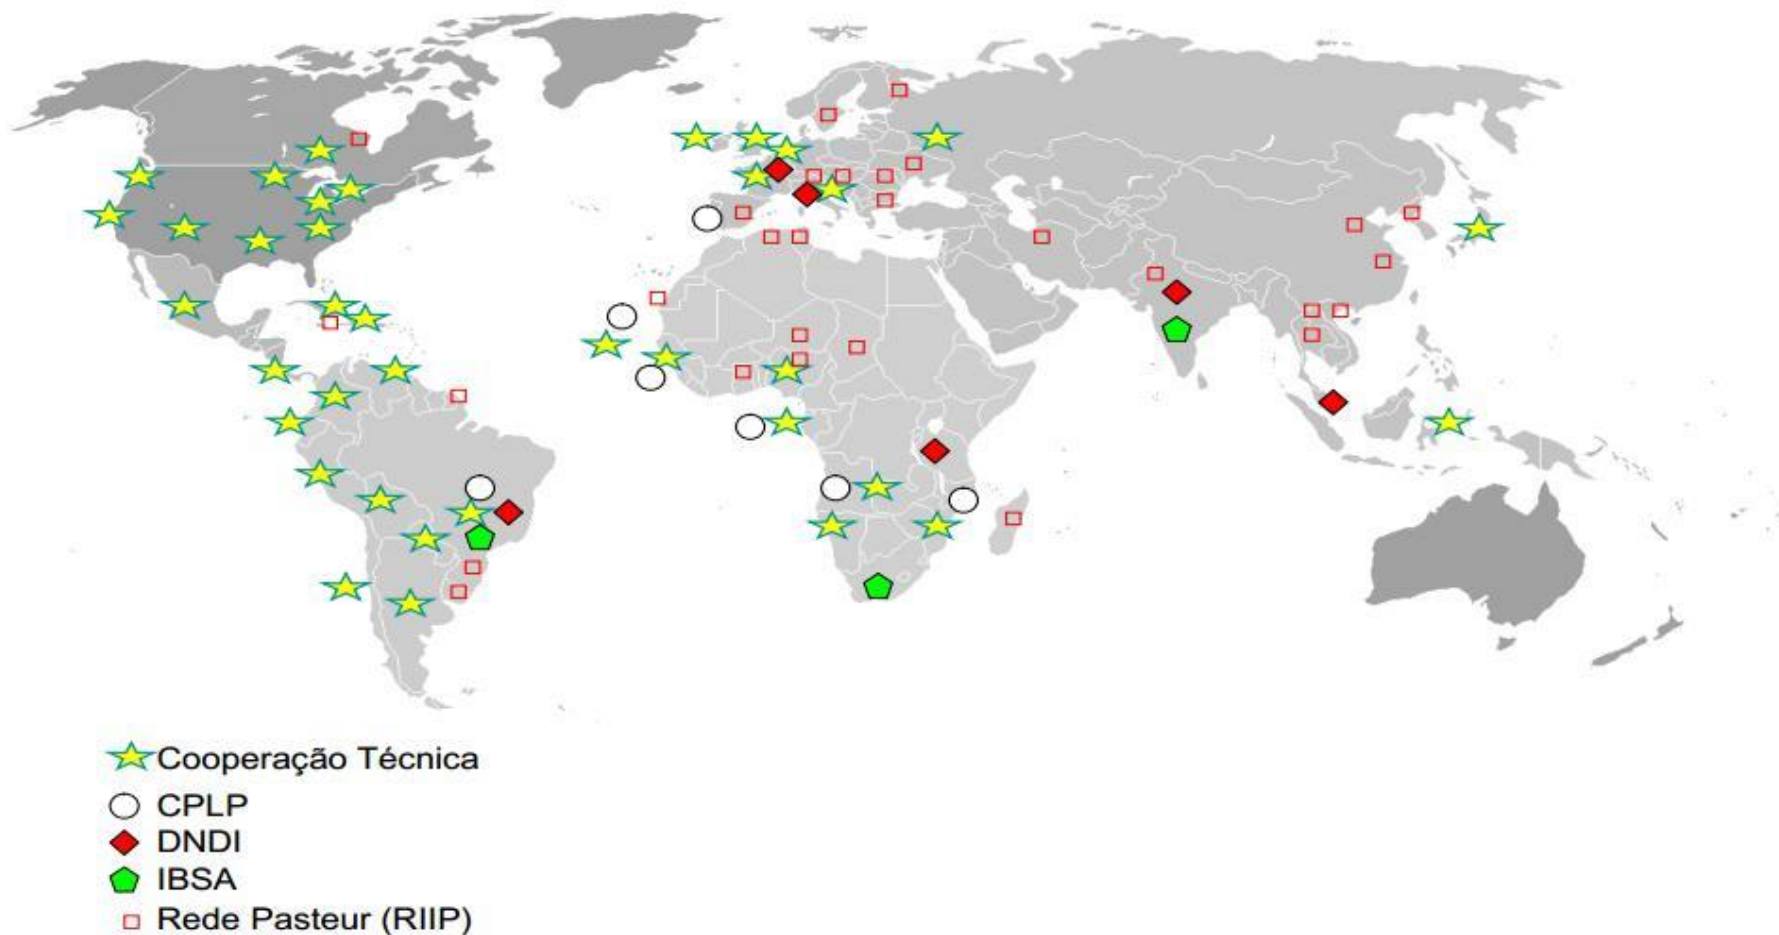 Cooperação Técnica
CPLP
DNDI
IBSA
Rede Pasteur (RIIP)